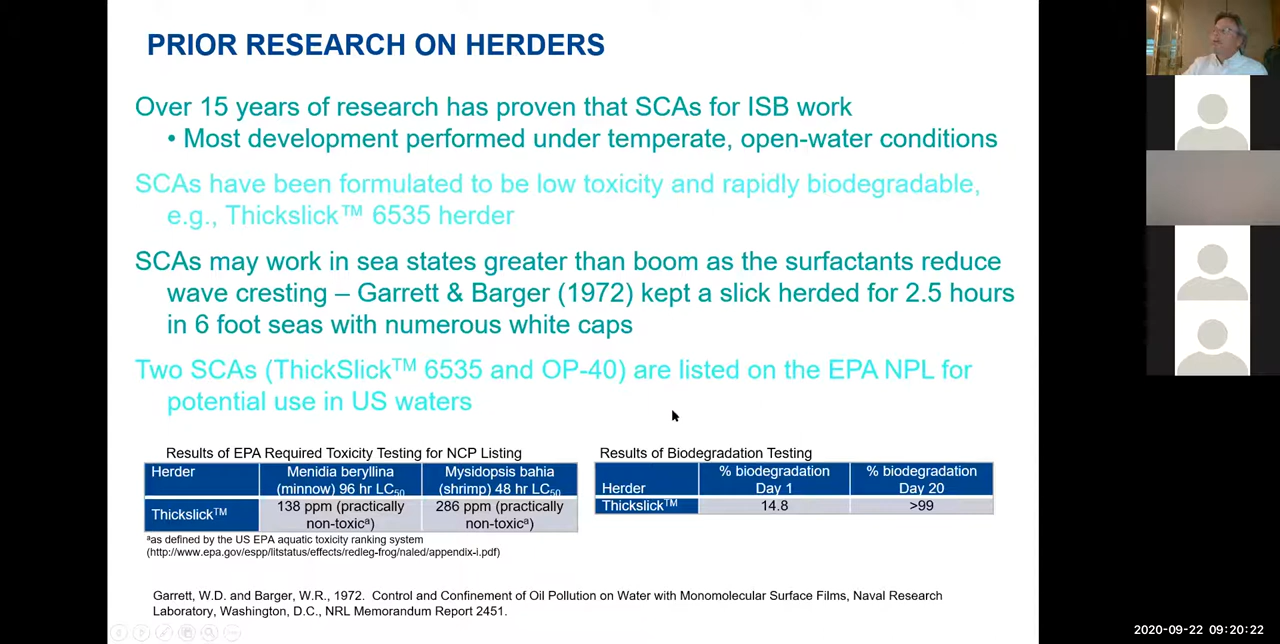 PRIOR RESEARCH ON HERDERS
Over 15 years of research has proven that SCAs for ISB work
• Most development performed under temperate, open-water conditions
SCAs have been formulated to be low toxicity and rapidly biodegradable,
e.g., Thickslick™ 6535 herder
SCAs may work in sea states greater than boom as the surfactants reduce
wave cresting – Garrett & Barger (1972) kept a slick herded for 2.5 hours
in 6 foot seas with numerous white caps
Two SCAs (ThickSlick™ 6535 and OP-40) are listed on the EPA NPL for
potential use in US waters
Results of EPA Required Toxicity Testing for NCP Listing
Herder
Menidia beryllina
(minnow) 96 hr LC50
Mysidopsis bahia
(shrimp) 48 hr LC50
Thickslick™
138 ppm (practically
non-toxicᵃ)
286 ppm (practically
non-toxicᵃ)
ᵃas defined by the US EPA aquatic toxicity ranking system
(http://www.epa.gov/espp/litstatus/effects/redleg-frog/naled/appendix-i.pdf)
Results of Biodegradation Testing
Herder
% biodegradation
Day 1
% biodegradation
Day 20
Thickslick™
14.8
>99
Garrett, W.D. and Barger, W.R., 1972. Control and Confinement of Oil Pollution on Water with Monomolecular Surface Films, Naval Research
Laboratory, Washington, D.C., NRL Memorandum Report 2451.
2020-09-22 09:20:22